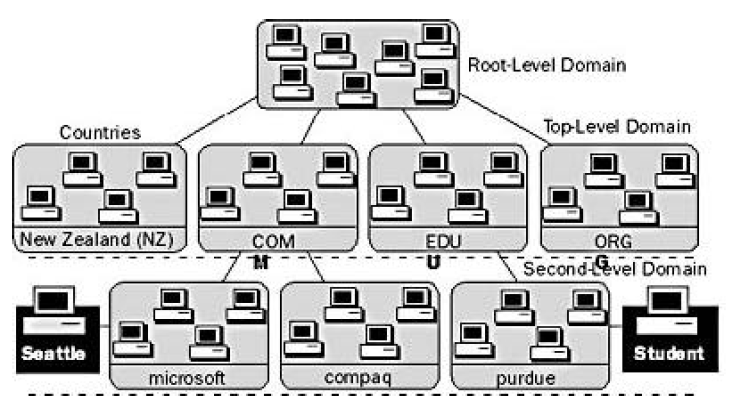 Root-Level Domain
Countries
Top-Level Domain
New Zealand (NZ)
COM
EDU
ORG
M
U
G
Second-Level Domain
Seattle
Student
microsoft
compaq
purdue